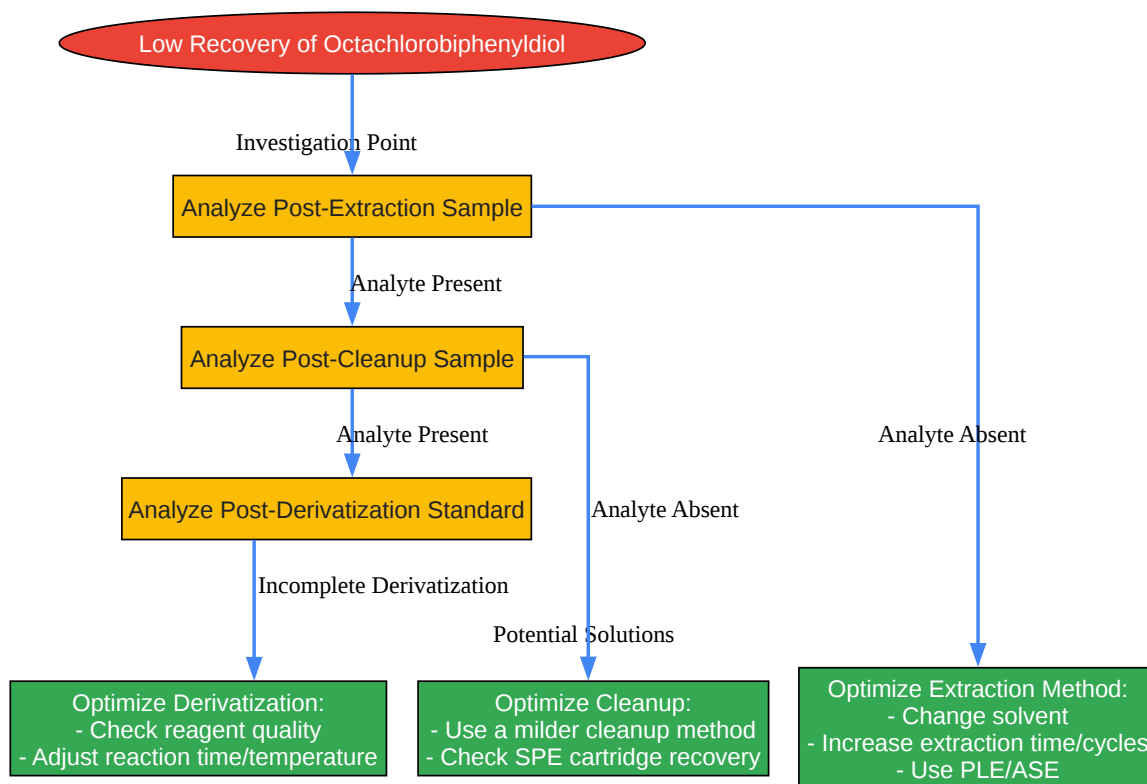 Low Recovery of Octachlorobiphenyldiol
Investigation Point
Analyze Post-Extraction Sample
Analyte Present
Analyze Post-Cleanup Sample
Analyte Present
Analyte Absent
Analyze Post-Derivatization Standard
Analyte Absent
Incomplete Derivatization
Potential Solutions
Optimize Derivatization:
- Check reagent quality
- Adjust reaction time/temperature
Optimize Cleanup:
- Use a milder cleanup method
- Check SPE cartridge recovery
Optimize Extraction Method:
- Change solvent
- Increase extraction time/cycles
- Use PLE/ASE